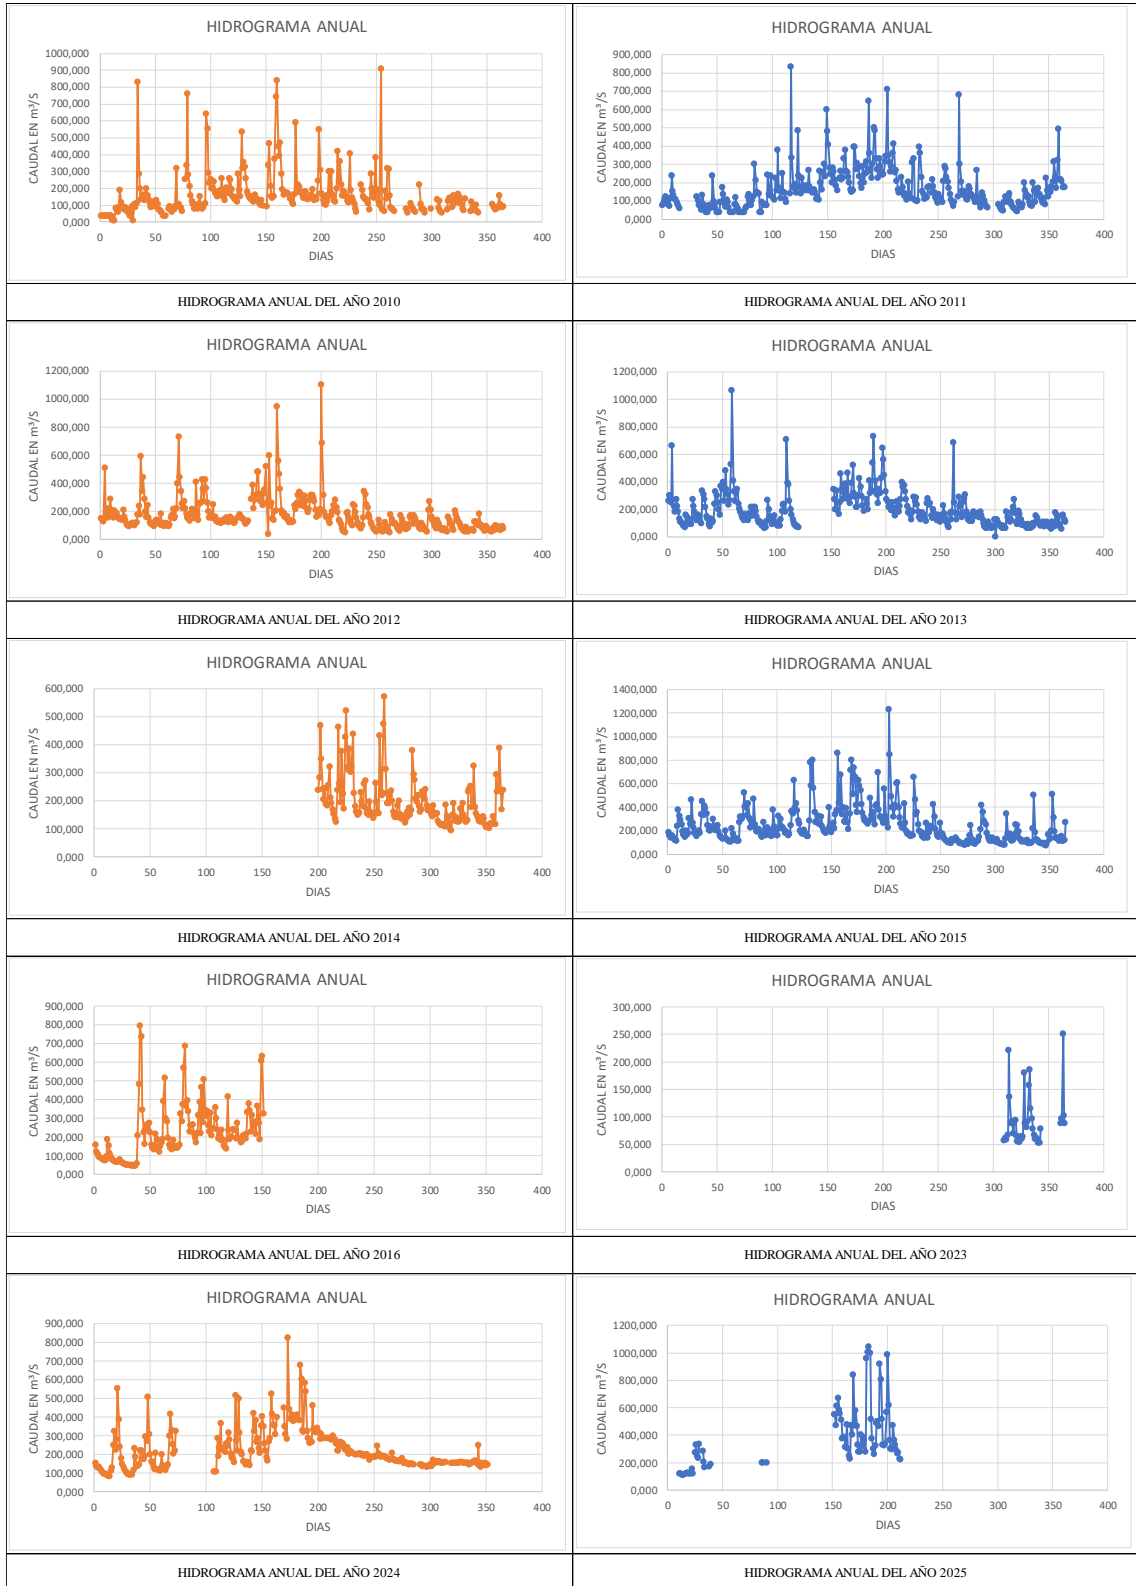 HIDROGRAMA ANUAL
CAUDAL EN m³/S
1000,000
900,000
800,000
700,000
600,000
500,000
400,000
300,000
200,000
100,000
0,000
0 50 100 150 200 250 300 350 400
DIAS
HIDROGRAMA ANUAL DEL AÑO 2010
HIDROGRAMA ANUAL
CAUDAL EN m³/S
900,000
800,000
700,000
600,000
500,000
400,000
300,000
200,000
100,000
0,000
0 50 100 150 200 250 300 350 400
DIAS
HIDROGRAMA ANUAL DEL AÑO 2011
HIDROGRAMA ANUAL
CAUDAL EN m³/S
1200,000
1000,000
800,000
600,000
400,000
200,000
0,000
0 50 100 150 200 250 300 350 400
DIAS
HIDROGRAMA ANUAL DEL AÑO 2012
HIDROGRAMA ANUAL
CAUDAL EN m³/S
1200,000
1000,000
800,000
600,000
400,000
200,000
0,000
0 50 100 150 200 250 300 350 400
DIAS
HIDROGRAMA ANUAL DEL AÑO 2013
HIDROGRAMA ANUAL
CAUDAL EN m³/S
600,000
500,000
400,000
300,000
200,000
100,000
0,000
0 50 100 150 200 250 300 350 400
DIAS
HIDROGRAMA ANUAL DEL AÑO 2014
HIDROGRAMA ANUAL
CAUDAL EN m³/S
1400,000
1200,000
1000,000
800,000
600,000
400,000
200,000
0,000
0 50 100 150 200 250 300 350 400
DIAS
HIDROGRAMA ANUAL DEL AÑO 2015
HIDROGRAMA ANUAL
CAUDAL EN m³/S
900,000
800,000
700,000
600,000
500,000
400,000
300,000
200,000
100,000
0,000
0 50 100 150 200 250 300 350 400
DIAS
HIDROGRAMA ANUAL DEL AÑO 2016
HIDROGRAMA ANUAL
CAUDAL EN m³/S
300,000
250,000
200,000
150,000
100,000
50,000
0,000
0 50 100 150 200 250 300 350 400
DIAS
HIDROGRAMA ANUAL DEL AÑO 2023
HIDROGRAMA ANUAL
CAUDAL EN m³/S
900,000
800,000
700,000
600,000
500,000
400,000
300,000
200,000
100,000
0,000
0 50 100 150 200 250 300 350 400
DIAS
HIDROGRAMA ANUAL DEL AÑO 2024
HIDROGRAMA ANUAL
CAUDAL EN m³/S
1200,000
1000,000
800,000
600,000
400,000
200,000
0,000
0 50 100 150 200 250 300 350 400
DIAS
HIDROGRAMA ANUAL DEL AÑO 2025